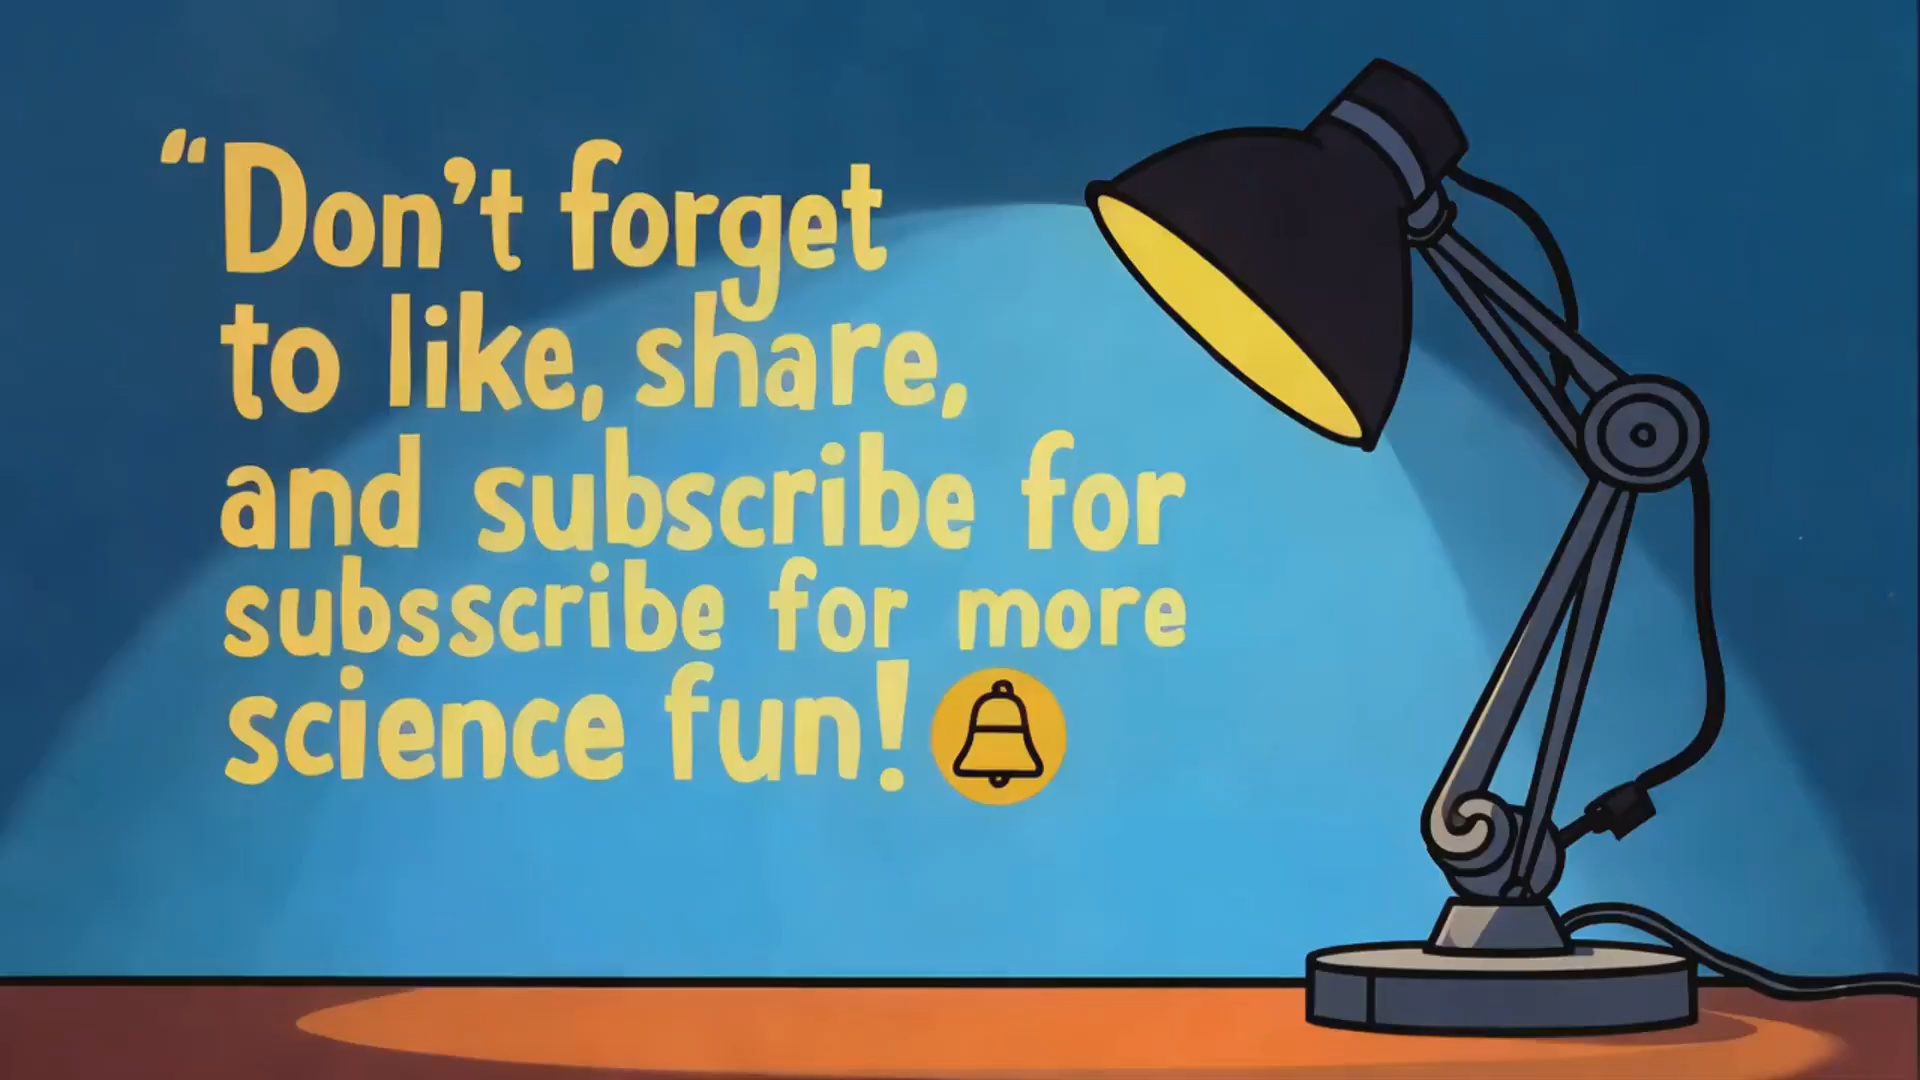 “Don’t forget
to like, share,
and subscribe for
subsscribe for more
science fun!